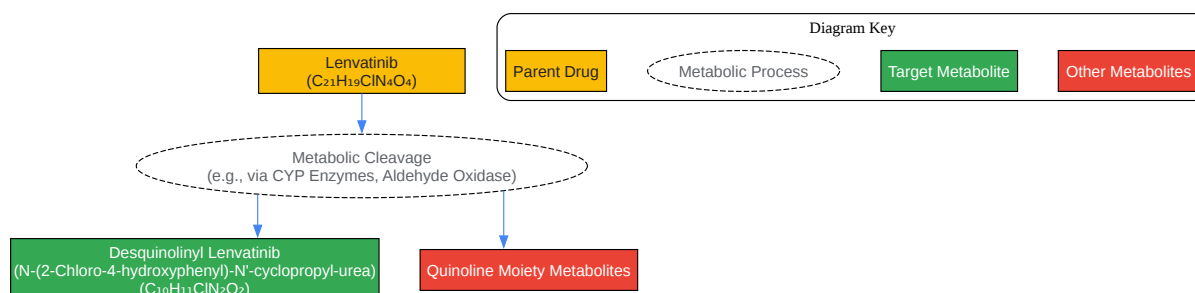 Diagram Key
Parent Drug
Metabolic Process
Target Metabolite
Other Metabolites
Lenvatinib
(C₂₁H₁₉ClN₄O₄)
Metabolic Cleavage
(e.g., via CYP Enzymes, Aldehyde Oxidase)
Desquinolinyl Lenvatinib
(N-(2-Chloro-4-hydroxyphenyl)-N'-cyclopropyl-urea)
(C₁₀H₁₁ClN₂O₂)
Quinoline Moiety Metabolites